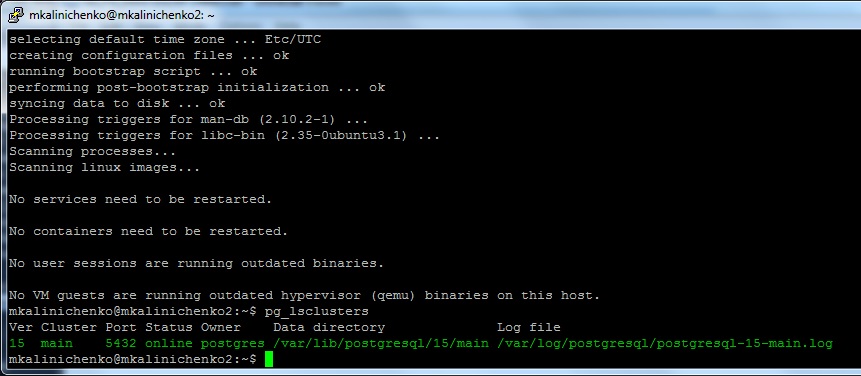 mkalinichenko@mkalinichenko2: ~
selecting default time zone ... Etc/UTC
creating configuration files ... ok
running bootstrap script ... ok
performing post-bootstrap initialization ... ok
syncing data to disk ... ok
Processing triggers for man-db (2.10.2-1) ...
Processing triggers for libc-bin (2.35-0ubuntu3.1) ...
Scanning processes...
Scanning linux images...
No services need to be restarted.
No containers need to be restarted.
No user sessions are running outdated binaries.
No VM guests are running outdated hypervisor (qemu) binaries on this host.
mkalinichenko@mkalinichenko2:~$ pg_lsclusters
Ver Cluster Port Status Owner    Data directory              Log file
15  main    5432 online postgres /var/lib/postgresql/15/main /var/log/postgresql/postgresql-15-main.log
mkalinichenko@mkalinichenko2:~$